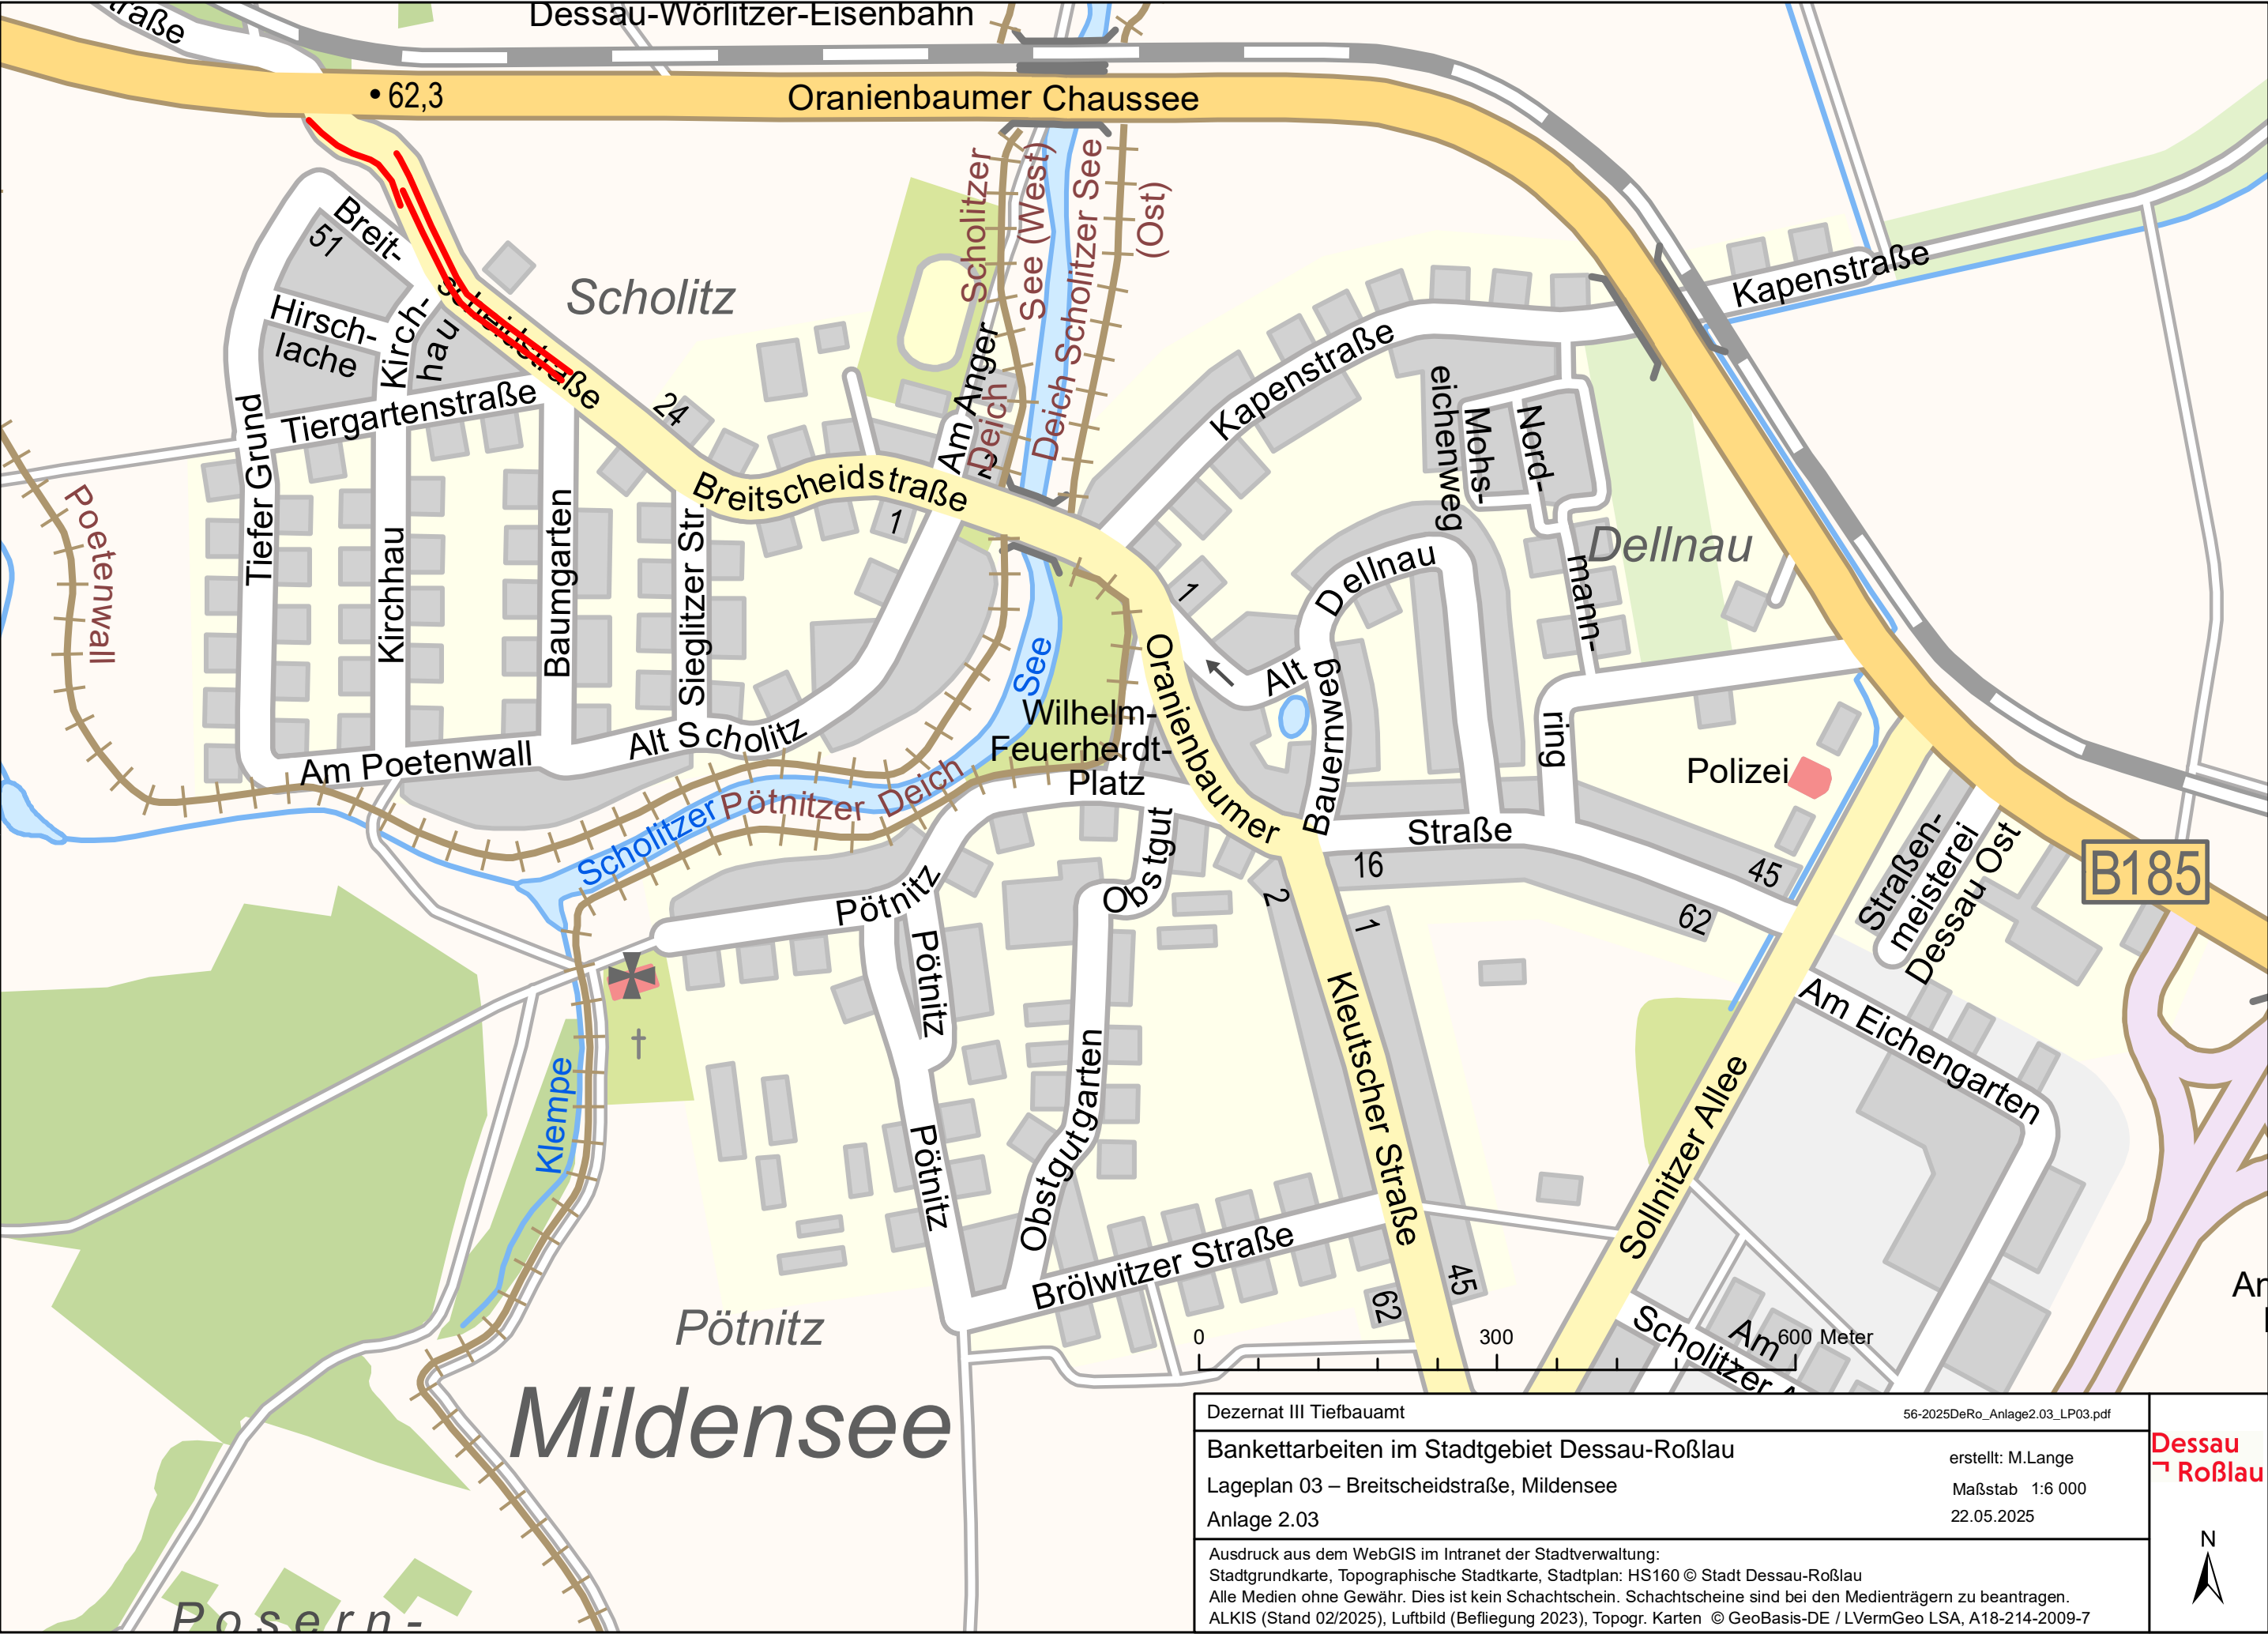 traße
Dessau-Wörlitzer-Eisenbahn
62,3
Oranienbaumer Chaussee
Breit-
51
Hirsch-
lache
Kirch-
hau
scheidstraße
Tiergartenstraße
Scholitz
24
Deich Scholitzer
See (West)
Deich Scholitzer See
(Ost)
Am Anger
2
Kapenstraße
Kapenstraße
Breitscheidstraße
1
Poetenwall
Tiefer Grund
Kirchhau
Baumgarten
Sieglitzer Str.
Mohs-
eichenweg
Nord-
mann-
ring
Dellnau
Alt Dellnau
1
Bauernweg
See
Wilhelm-
Feuerherdt-
Platz
Oranienbaumer
Straße
Am Poetenwall
Alt Scholitz
Scholitzer
Pötnitzer Deich
Polizei
16
45
62
Straßen-
meisterei
Dessau Ost
B185
Pötnitz
Pötnitz
Pötnitz
Obstgut
Obstgutgarten
2
1
Kleutscher Straße
Am Eichengarten
Sollnitzer Allee
Klempe
Brölwitzer Straße
62
45
Pötnitz
Mildensee
Posern-
Am
Scholitzer A
0
300
600 Meter
Dezernat III Tiefbauamt
56-2025DeRo_Anlage2.03_LP03.pdf
Bankettarbeiten im Stadtgebiet Dessau-Roßlau
erstellt: M.Lange
Lageplan 03 – Breitscheidstraße, Mildensee
Maßstab 1:6 000
Anlage 2.03
22.05.2025
Dessau
Roßlau
N
Ausdruck aus dem WebGIS im Intranet der Stadtverwaltung:
Stadtgrundkarte, Topographische Stadtkarte, Stadtplan: HS160 © Stadt Dessau-Roßlau
Alle Medien ohne Gewähr. Dies ist kein Schachtschein. Schachtscheine sind bei den Medienträgern zu beantragen.
ALKIS (Stand 02/2025), Luftbild (Befliegung 2023), Topogr. Karten © GeoBasis-DE / LVermGeo LSA, A18-214-2009-7